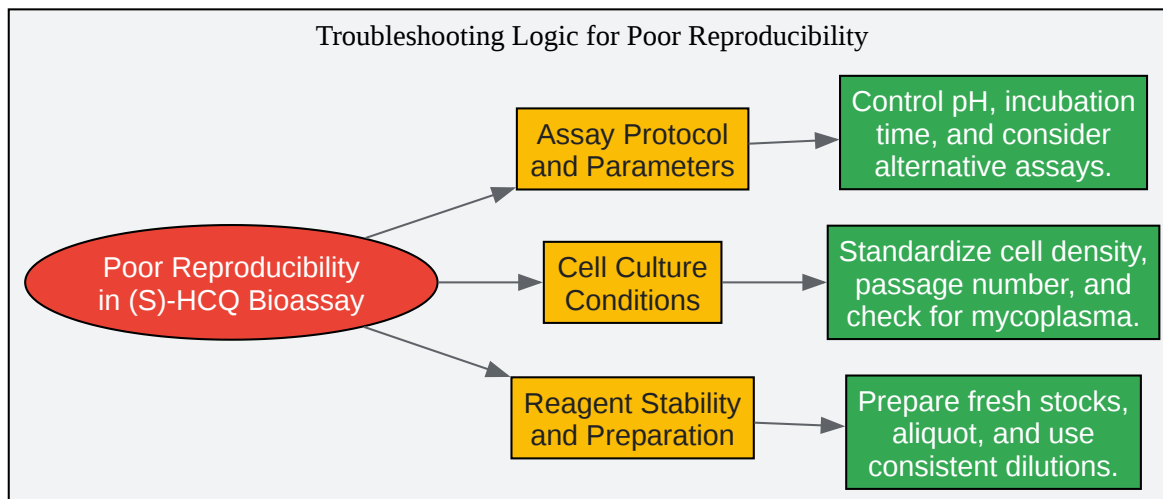 Troubleshooting Logic for Poor Reproducibility
Poor Reproducibility
in (S)-HCQ Bioassay
Assay Protocol
and Parameters
Control pH, incubation
time, and consider
alternative assays.
Cell Culture
Conditions
Standardize cell density,
passage number, and
check for mycoplasma.
Reagent Stability
and Preparation
Prepare fresh stocks,
aliquot, and use
consistent dilutions.